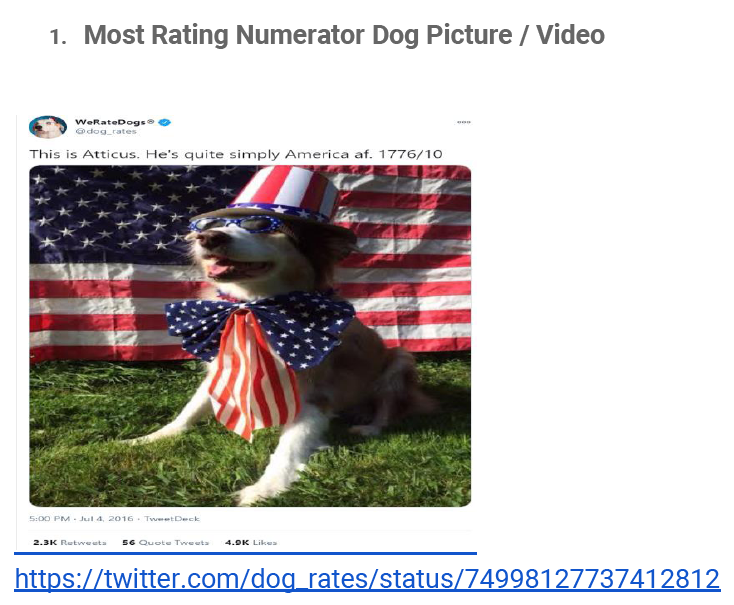 1. Most Rating Numerator Dog Picture / Video
WeRateDogs®
@dog_rates
This is Atticus. He's quite simply America af. 1776/10
5:00 PM · Jul 4, 2016 · TweetDeck
2.3K Retweets 56 Quote Tweets 4.9K Likes
https://twitter.com/dog_rates/status/74998127737412812